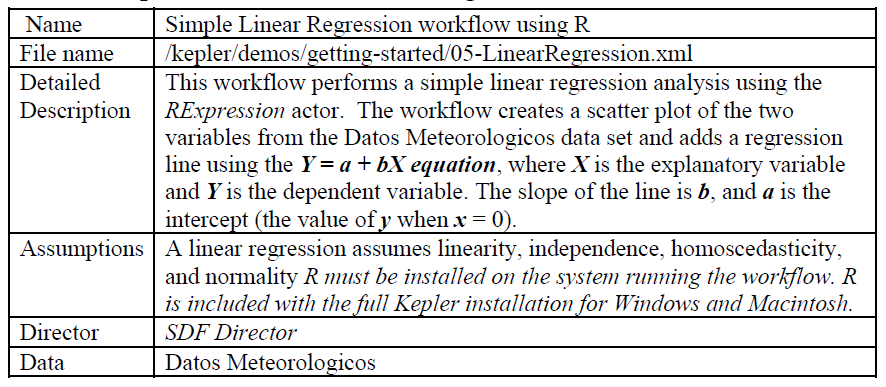 Name Simple Linear Regression workflow using R
File name /kepler/demos/getting-started/05-LinearRegression.xml
Detailed This workflow performs a simple linear regression analysis using the
Description RExpression actor. The workflow creates a scatter plot of the two
variables from the Datos Meteorologicos data set and adds a regression
line using the Y = a + bX equation, where X is the explanatory variable
and Y is the dependent variable. The slope of the line is b, and a is the
intercept (the value of y when x = 0).
Assumptions A linear regression assumes linearity, independence, homoscedasticity,
and normality R must be installed on the system running the workflow. R
is included with the full Kepler installation for Windows and Macintosh.
Director SDF Director
Data Datos Meteorologicos